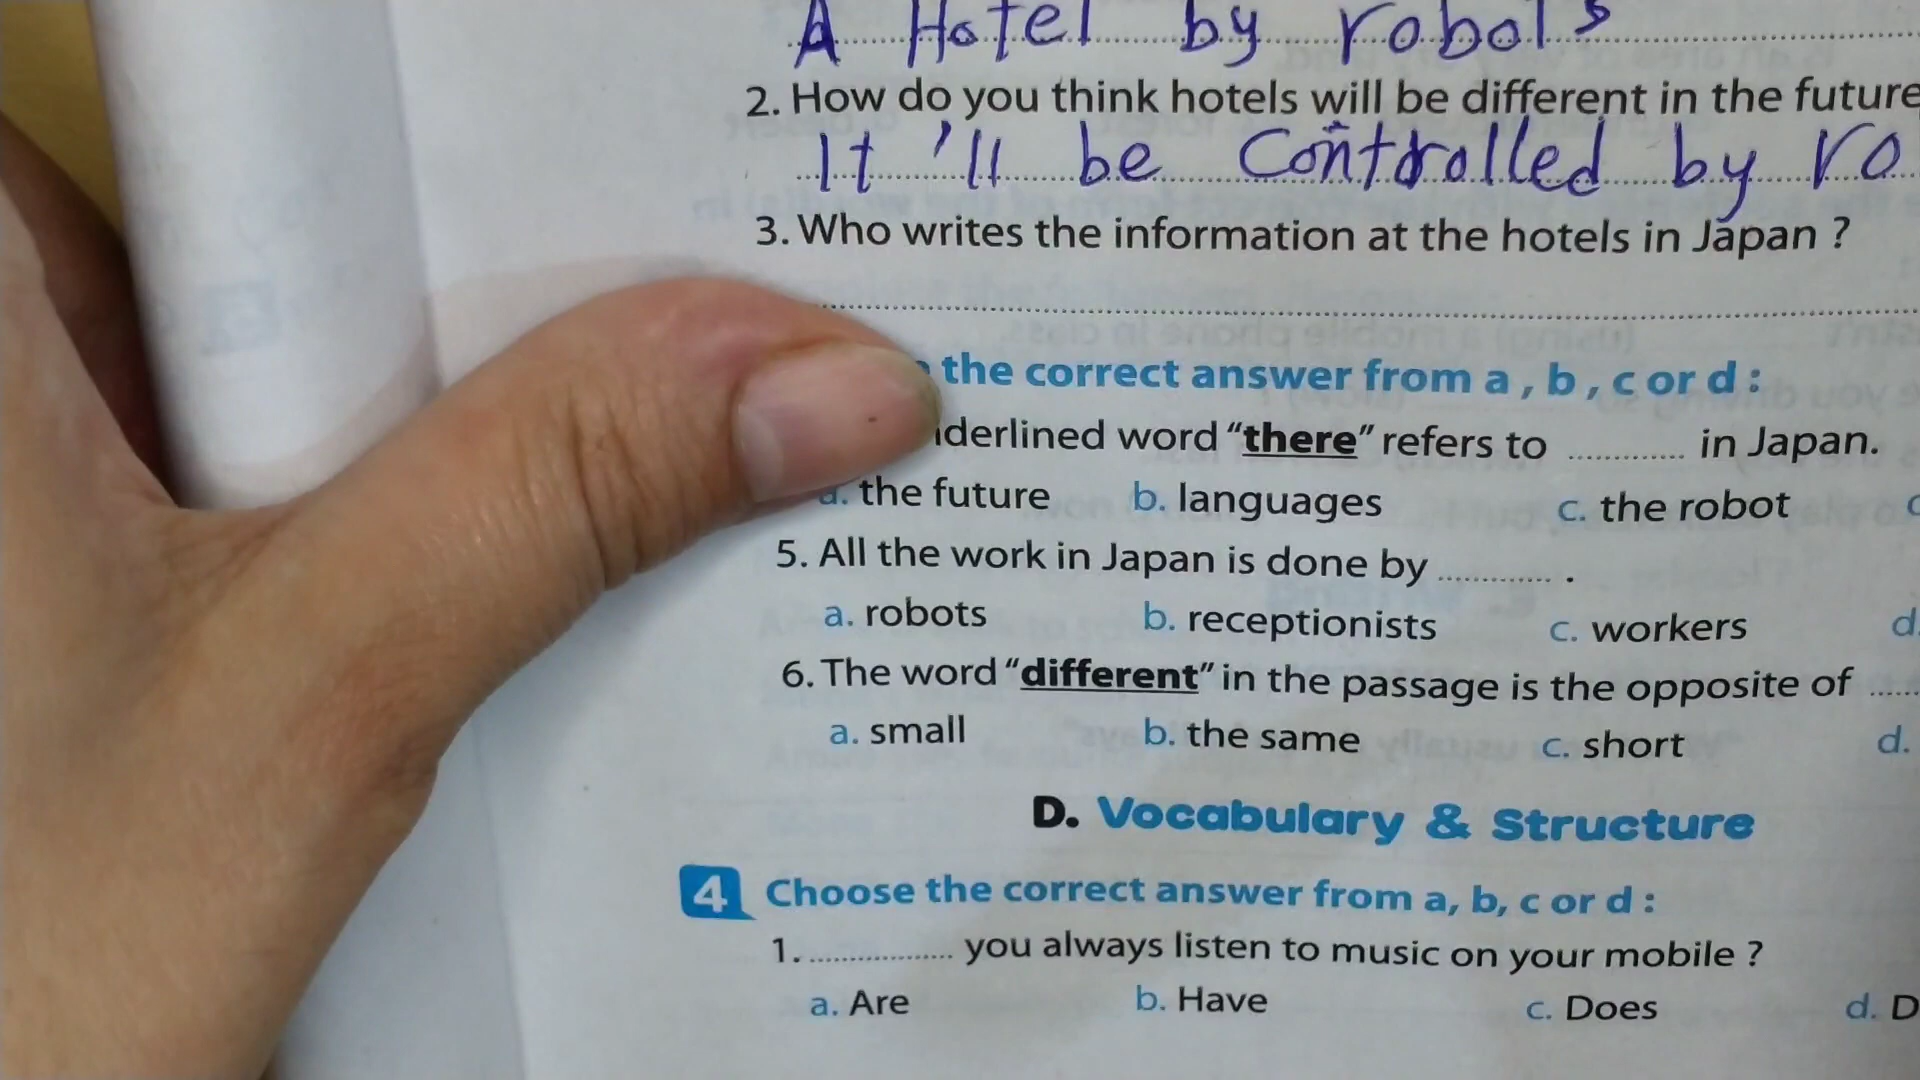 A Hotel by robots
2. How do you think hotels will be different in the future
It'll be Controlled by ro
3. Who writes the information at the hotels in Japan ?
the correct answer from a , b , c or d :
derlined word “there” refers to ............ in Japan.
a. the future b. languages c. the robot
5. All the work in Japan is done by ............ .
a. robots b. receptionists c. workers d.
6. The word “different” in the passage is the opposite of ......
a. small b. the same c. short d.
D. Vocabulary & Structure
4 Choose the correct answer from a, b, c or d :
1. ................. you always listen to music on your mobile ?
a. Are b. Have c. Does d. D